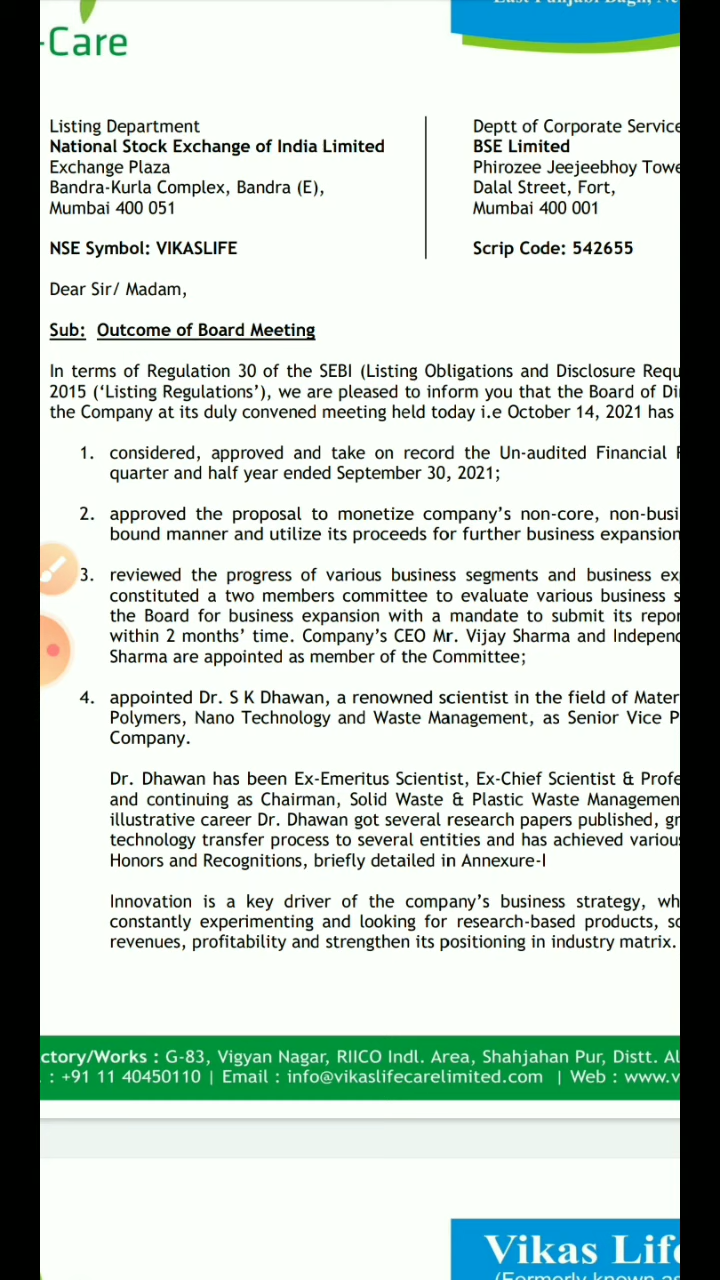 -Care
Listing Department
National Stock Exchange of India Limited
Exchange Plaza
Bandra-Kurla Complex, Bandra (E),
Mumbai 400 051
NSE Symbol: VIKASLIFE
Deptt of Corporate Service
BSE Limited
Phirozee Jeejeebhoy Towe
Dalal Street, Fort,
Mumbai 400 001
Scrip Code: 542655
Dear Sir/ Madam,
Sub: Outcome of Board Meeting
In terms of Regulation 30 of the SEBI (Listing Obligations and Disclosure Requ
2015 (‘Listing Regulations’), we are pleased to inform you that the Board of Di
the Company at its duly convened meeting held today i.e October 14, 2021 has
1. considered, approved and take on record the Un-audited Financial
quarter and half year ended September 30, 2021;
2. approved the proposal to monetize company’s non-core, non-busi
bound manner and utilize its proceeds for further business expansion
3. reviewed the progress of various business segments and business ex
constituted a two members committee to evaluate various business s
the Board for business expansion with a mandate to submit its repor
within 2 months’ time. Company’s CEO Mr. Vijay Sharma and Independ
Sharma are appointed as member of the Committee;
4. appointed Dr. S K Dhawan, a renowned scientist in the field of Mater
Polymers, Nano Technology and Waste Management, as Senior Vice P
Company.
Dr. Dhawan has been Ex-Emeritus Scientist, Ex-Chief Scientist & Profe
and continuing as Chairman, Solid Waste & Plastic Waste Managemen
illustrative career Dr. Dhawan got several research papers published, gr
technology transfer process to several entities and has achieved various
Honors and Recognitions, briefly detailed in Annexure-I
Innovation is a key driver of the company’s business strategy, wh
constantly experimenting and looking for research-based products, so
revenues, profitability and strengthen its positioning in industry matrix.
ctory/Works : G-83, Vigyan Nagar, RIICO Indl. Area, Shahjahan Pur, Distt. Al
: +91 11 40450110 | Email : info@vikaslifecarelimited.com | Web : www.v
Vikas Life